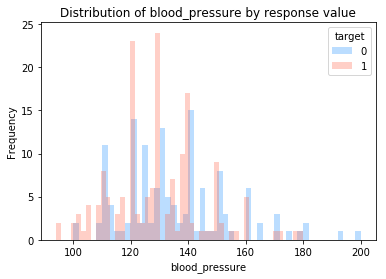 Distribution of blood_pressure by response value
target
0
1
Frequency
25
20
15
10
5
0
100 120 140 160 180 200
blood_pressure